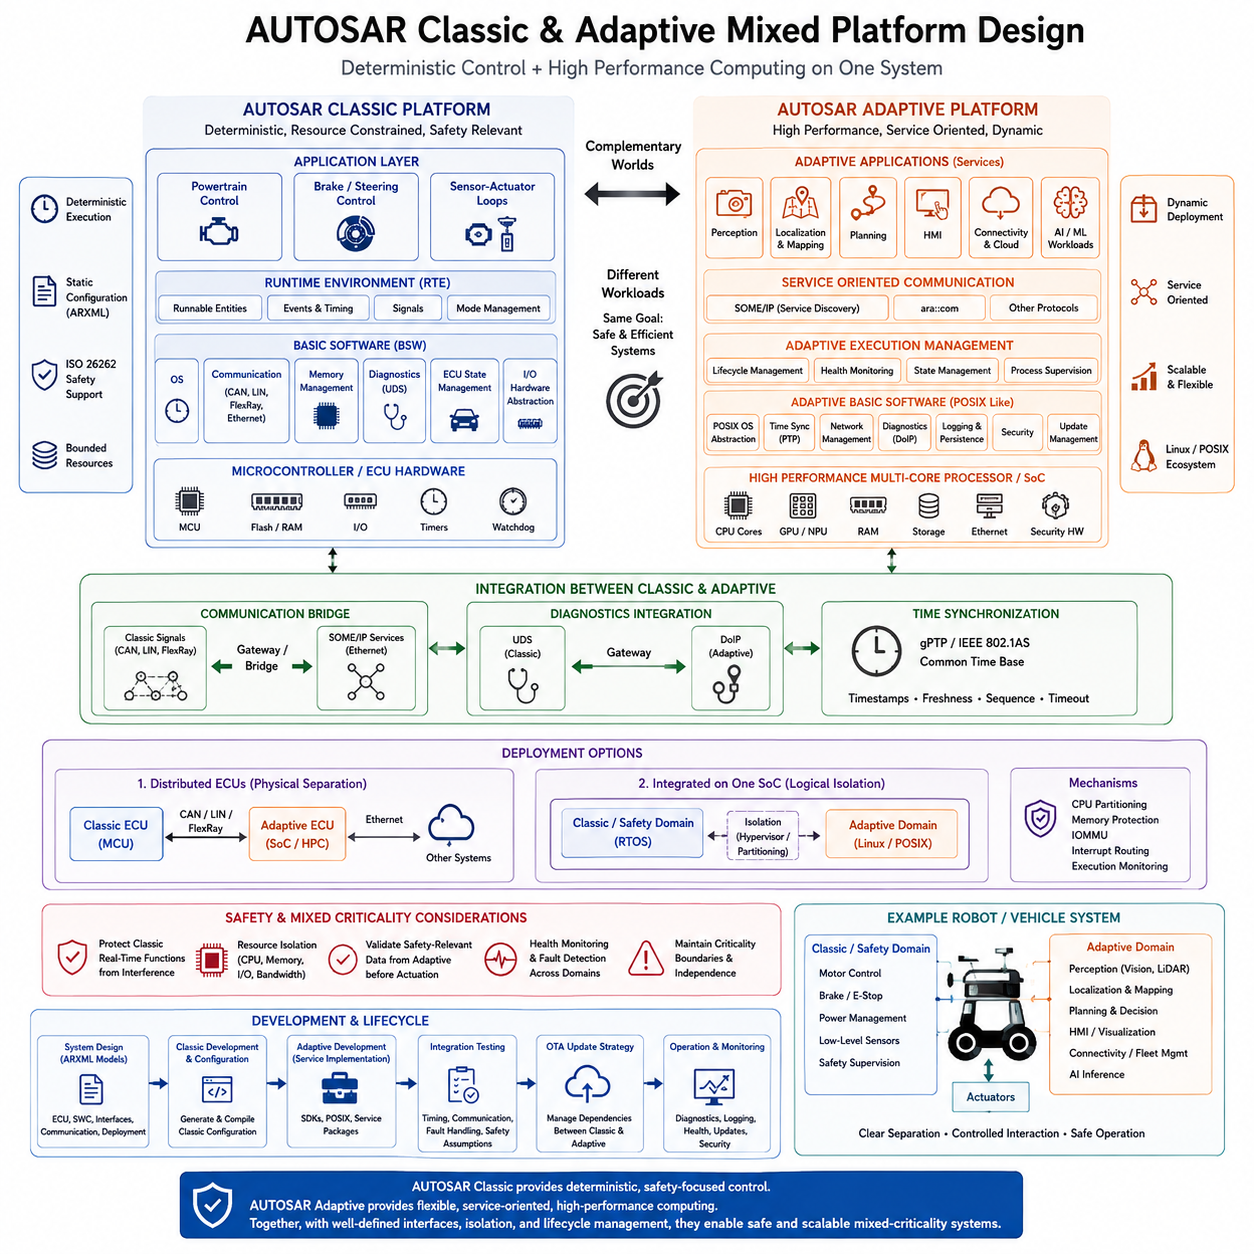 AUTOSAR Classic & Adaptive Mixed Platform Design
Deterministic Control + High Performance Computing on One System
AUTOSAR CLASSIC PLATFORM
Deterministic, Resource Constrained, Safety Relevant
Deterministic
Execution
Static
Configuration
(ARXML)
ISO 26262
Safety
Support
Bounded
Resources
APPLICATION LAYER
Powertrain
Control
Brake / Steering
Control
Sensor-Actuator
Loops
RUNTIME ENVIRONMENT (RTE)
Runnable Entities
Events & Timing
Signals
Mode Management
BASIC SOFTWARE (BSW)
OS
Communication
(CAN, LIN,
FlexRay,
Ethernet)
Memory
Management
Diagnostics
(UDS)
ECU State
Management
I/O
Hardware
Abstraction
MICROCONTROLLER / ECU HARDWARE
MCU
Flash / RAM
I/O
Timers
Watchdog
Complementary
Worlds
Different
Workloads
Same Goal:
Safe & Efficient
Systems
AUTOSAR ADAPTIVE PLATFORM
High Performance, Service Oriented, Dynamic
ADAPTIVE APPLICATIONS (Services)
Perception
Localization
& Mapping
Planning
HMI
Connectivity
& Cloud
AI / ML
Workloads
SERVICE ORIENTED COMMUNICATION
SOME/IP (Service Discovery)
ara::com
Other Protocols
ADAPTIVE EXECUTION MANAGEMENT
Lifecycle Management
Health Monitoring
State Management
Process Supervision
ADAPTIVE BASIC SOFTWARE (POSIX Like)
POSIX OS
Abstraction
Time Sync
(PTP)
Network
Management
Diagnostics
(DoIP)
Logging &
Persistence
Security
Update
Management
HIGH PERFORMANCE MULTI-CORE PROCESSOR / SoC
CPU Cores
GPU / NPU
RAM
Storage
Ethernet
Security HW
Dynamic
Deployment
Service
Oriented
Scalable
& Flexible
Linux / POSIX
Ecosystem
INTEGRATION BETWEEN CLASSIC & ADAPTIVE
COMMUNICATION BRIDGE
Classic Signals
(CAN, LIN, FlexRay)
Gateway /
Bridge
SOME/IP Services
(Ethernet)
DIAGNOSTICS INTEGRATION
UDS
(Classic)
Gateway
DoIP
(Adaptive)
TIME SYNCHRONIZATION
gPTP / IEEE 802.1AS
Common Time Base
Timestamps • Freshness • Sequence • Timeout
DEPLOYMENT OPTIONS
1. Distributed ECUs (Physical Separation)
Classic ECU
(MCU)
CAN / LIN /
FlexRay
Adaptive ECU
(SoC / HPC)
Ethernet
Other Systems
2. Integrated on One SoC (Logical Isolation)
Classic / Safety Domain
(RTOS)
Isolation
(Hypervisor /
Partitioning)
Adaptive Domain
(Linux / POSIX)
Mechanisms
CPU Partitioning
Memory Protection
IOMMU
Interrupt Routing
Execution Monitoring
SAFETY & MIXED CRITICALITY CONSIDERATIONS
Protect Classic
Real-Time Functions
from Interference
Resource Isolation
(CPU, Memory,
I/O, Bandwidth)
Validate Safety-Relevant
Data from Adaptive
before Actuation
Health Monitoring
& Fault Detection
Across Domains
Maintain Criticality
Boundaries &
Independence
DEVELOPMENT & LIFECYCLE
System Design
(ARXML Models)
ECU, SWC, Interfaces,
Communication, Deployment
Classic Development
& Configuration
Generate & Compile
Classic Configuration
Adaptive Development
(Service Implementation)
SDKs, POSIX, Service
Packages
Integration Testing
Timing, Communication,
Fault Handling, Safety
Assumptions
OTA Update Strategy
Manage Dependencies
Between Classic &
Adaptive
Operation & Monitoring
Diagnostics, Logging,
Health, Updates,
Security
EXAMPLE ROBOT / VEHICLE SYSTEM
Classic / Safety Domain
Motor Control
Brake / E-Stop
Power Management
Low-Level Sensors
Safety Supervision
Actuators
Adaptive Domain
Perception (Vision, LiDAR)
Localization & Mapping
Planning & Decision
HMI / Visualization
Connectivity / Fleet Mgmt
AI Inference
Clear Separation • Controlled Interaction • Safe Operation
AUTOSAR Classic provides deterministic, safety-focused control.
AUTOSAR Adaptive provides flexible, service-oriented, high-performance computing.
Together, with well-defined interfaces, isolation, and lifecycle management, they enable safe and scalable mixed-criticality systems.